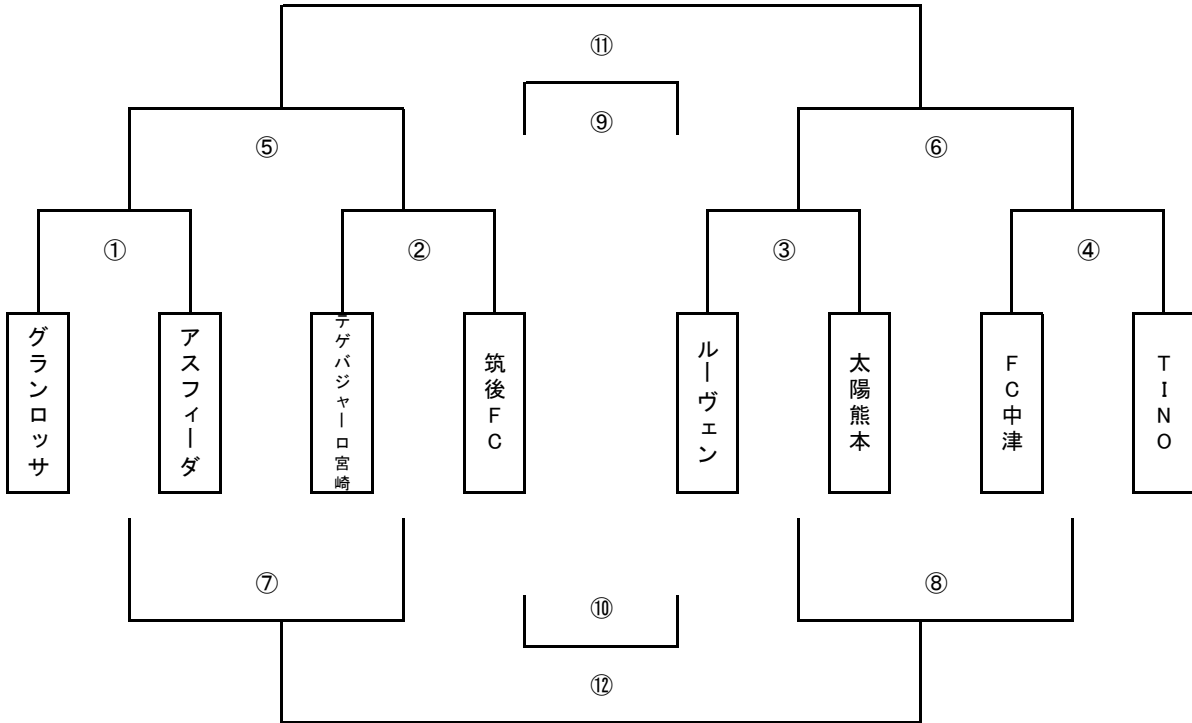 ⑪
⑨
⑤
⑥
①
②
③
④
グランロッサ
アスフィーダ
テゲバジャーロ宮崎
筑後FC
ルーヴェン
太陽熊本
FC中津
TINO
⑦
⑧
⑩
⑫